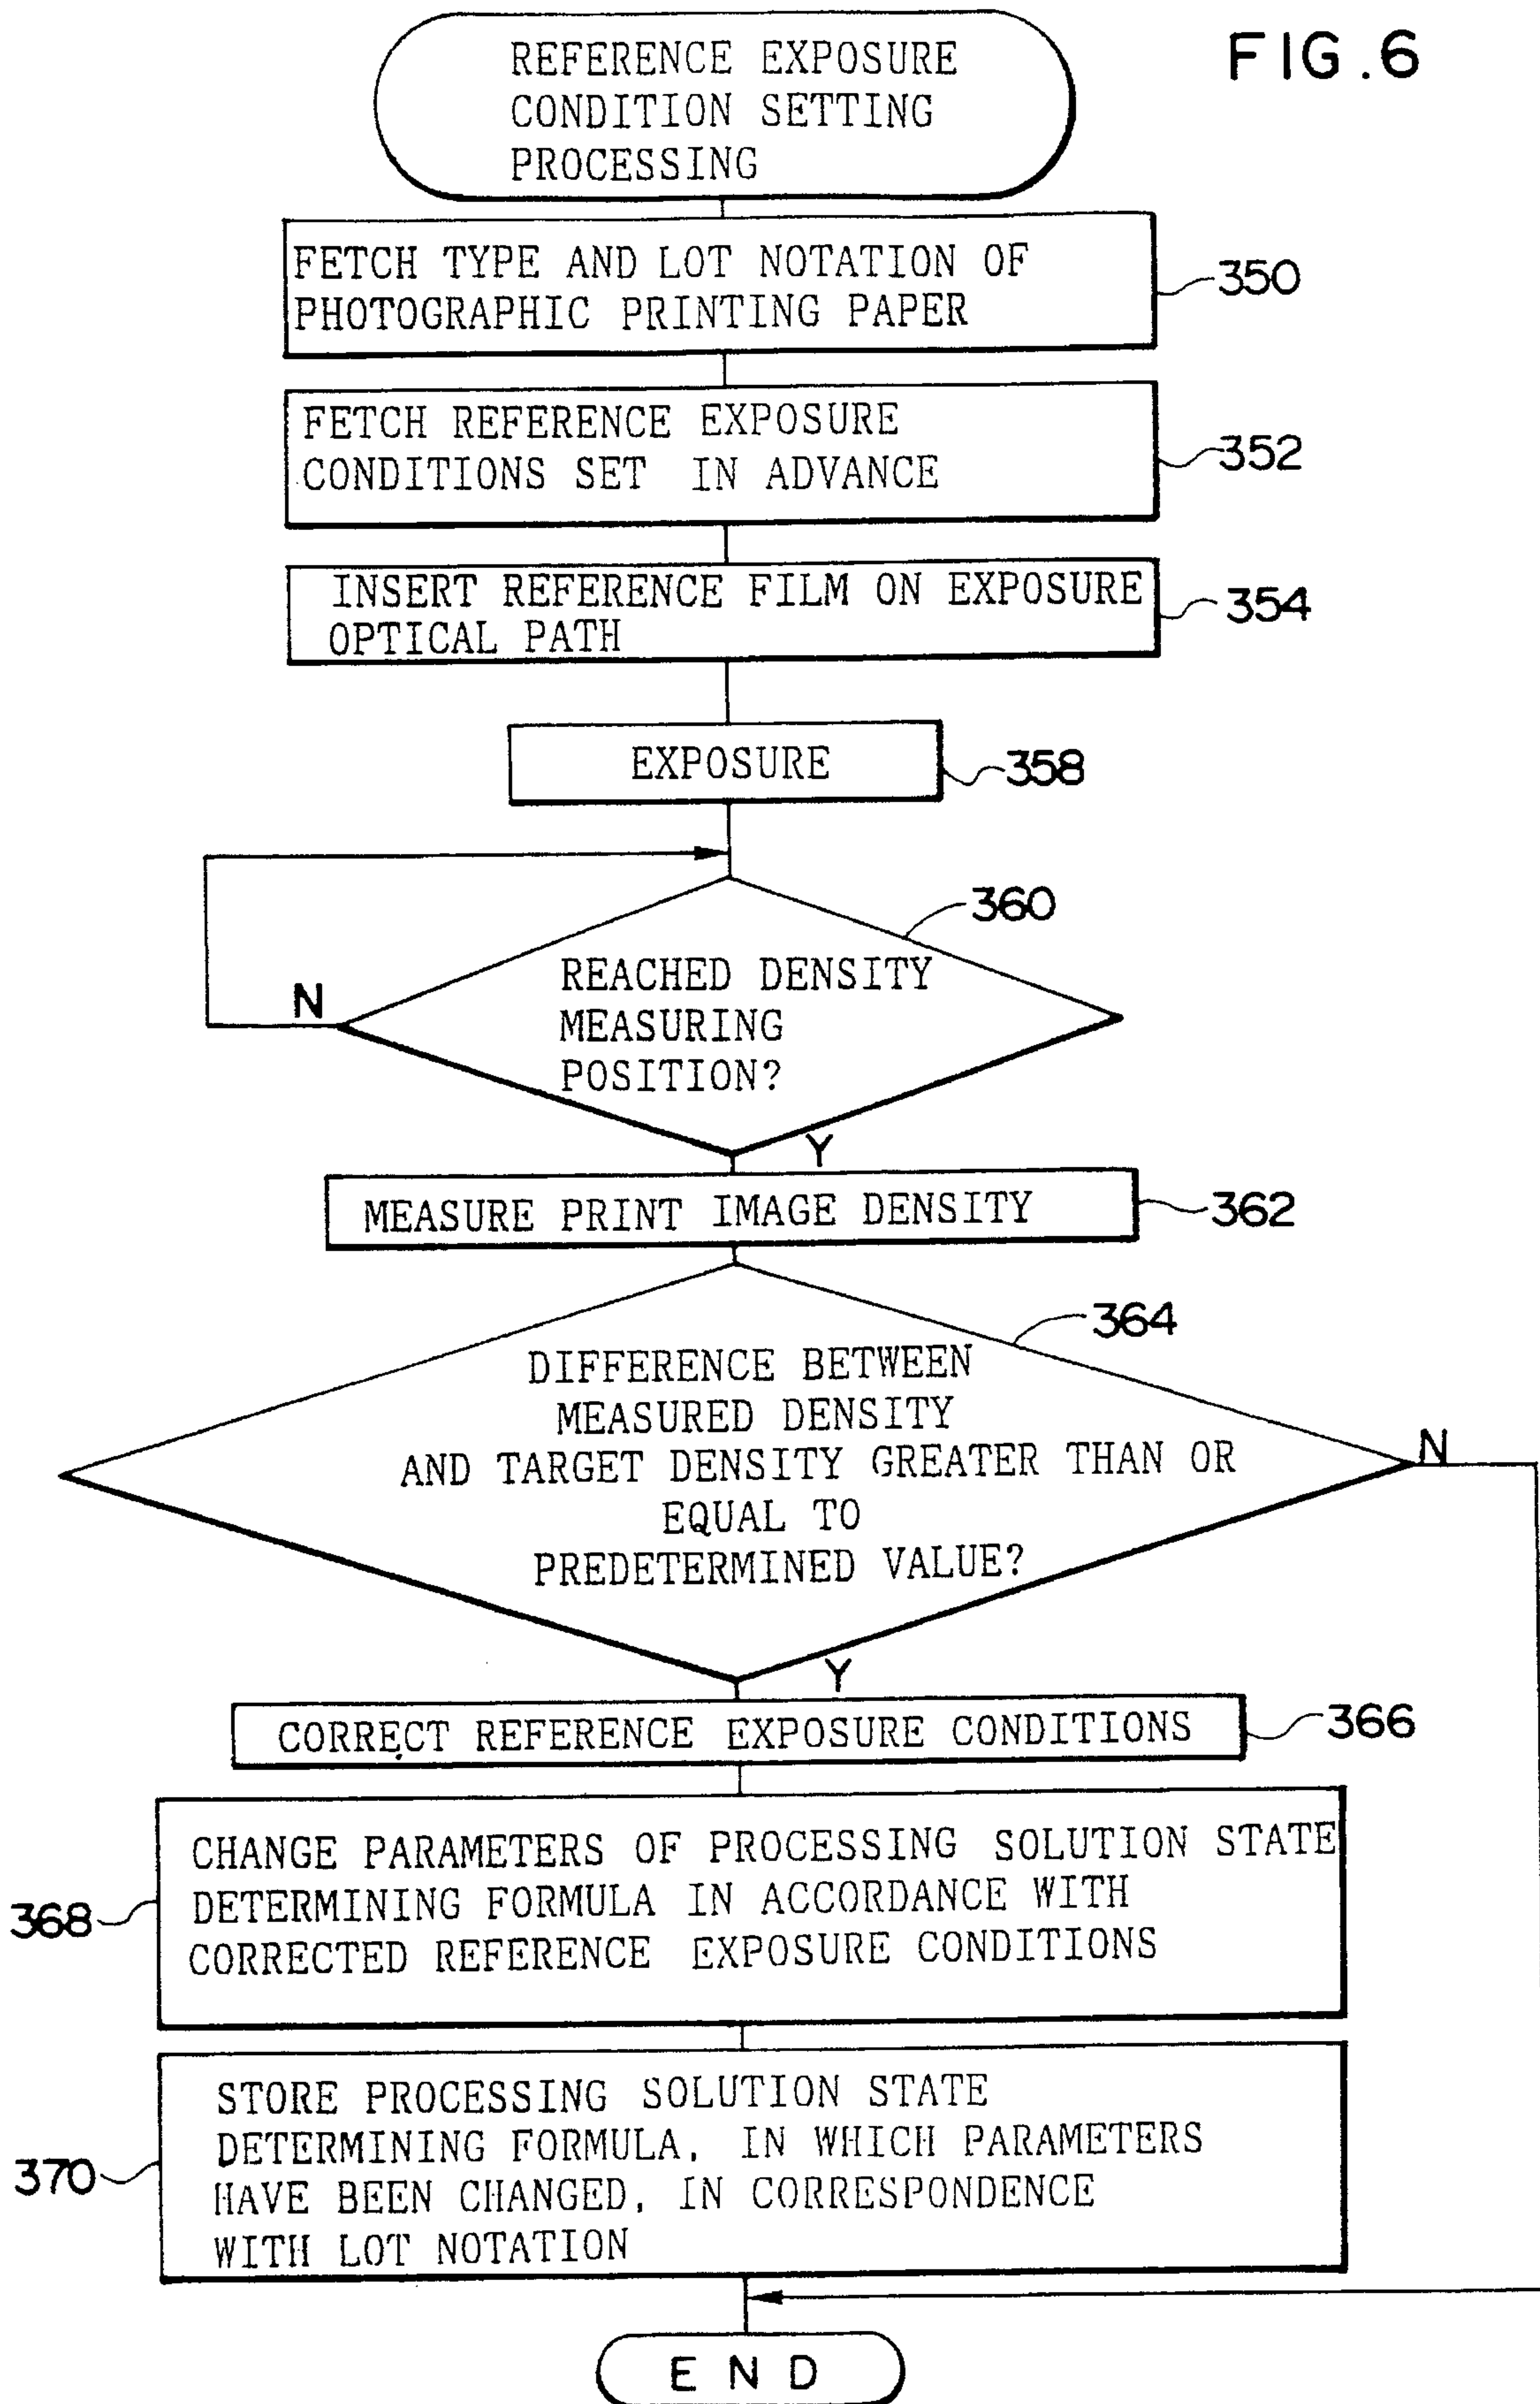 FIG.6
REFERENCE EXPOSURE
CONDITION SETTING
PROCESSING
FETCH TYPE AND LOT NOTATION OF
PHOTOGRAPHIC PRINTING PAPER
350
FETCH REFERENCE EXPOSURE
CONDITIONS SET IN ADVANCE
352
INSERT REFERENCE FILM ON EXPOSURE
OPTICAL PATH
354
EXPOSURE
358
360
REACHED DENSITY
MEASURING
POSITION?
N
Y
MEASURE PRINT IMAGE DENSITY
362
364
DIFFERENCE BETWEEN
MEASURED DENSITY
AND TARGET DENSITY GREATER THAN OR
EQUAL TO
PREDETERMINED VALUE?
N
Y
CORRECT REFERENCE EXPOSURE CONDITIONS
366
CHANGE PARAMETERS OF PROCESSING SOLUTION STATE
DETERMINING FORMULA IN ACCORDANCE WITH
CORRECTED REFERENCE EXPOSURE CONDITIONS
368
STORE PROCESSING SOLUTION STATE
DETERMINING FORMULA, IN WHICH PARAMETERS
HAVE BEEN CHANGED, IN CORRESPONDENCE
WITH LOT NOTATION
370
END